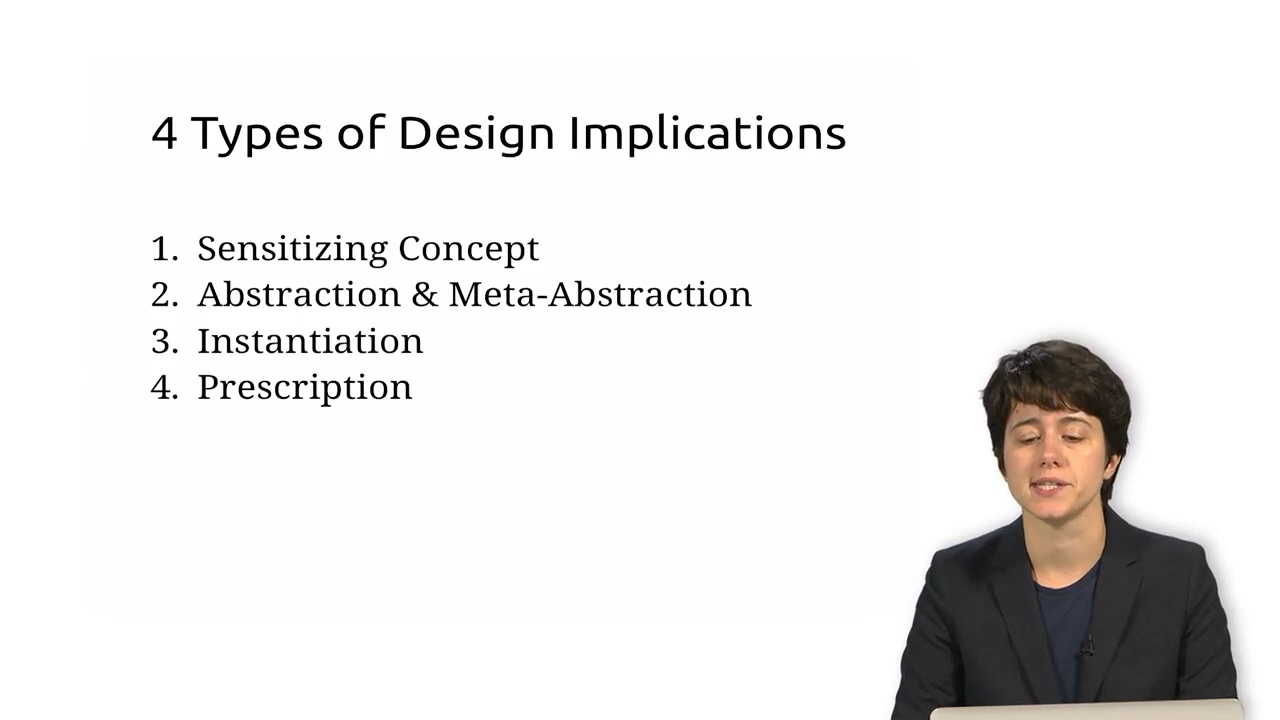 4 Types of Design Implications
1. Sensitizing Concept
2. Abstraction & Meta-Abstraction
3. Instantiation
4. Prescription